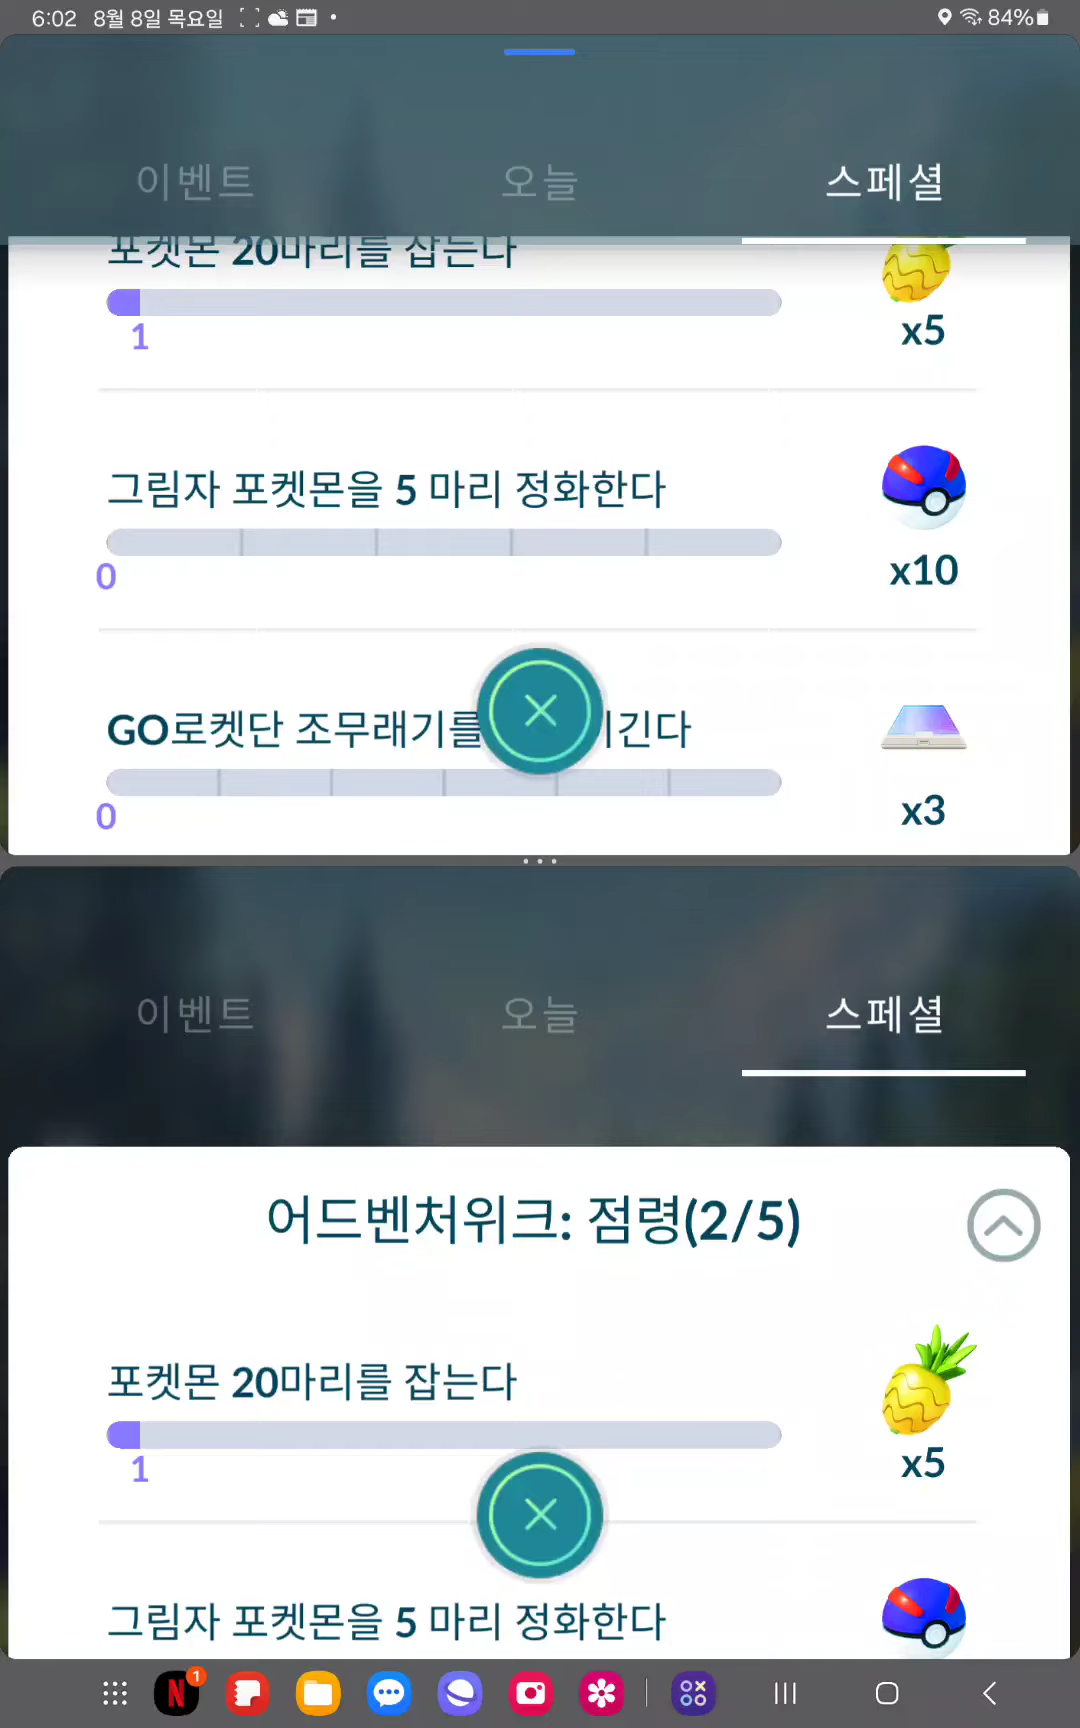 6:02 8월 8일 목요일
84%
이벤트 오늘 스페셜
포켓몬 20마리를 잡는다
x5
1
그림자 포켓몬을 5 마리 정화한다
x10
0
GO로켓단 조무래기를 이긴다
x3
0
이벤트 오늘 스페셜
어드벤처위크: 점령(2/5)
포켓몬 20마리를 잡는다
x5
1
그림자 포켓몬을 5 마리 정화한다
N 1